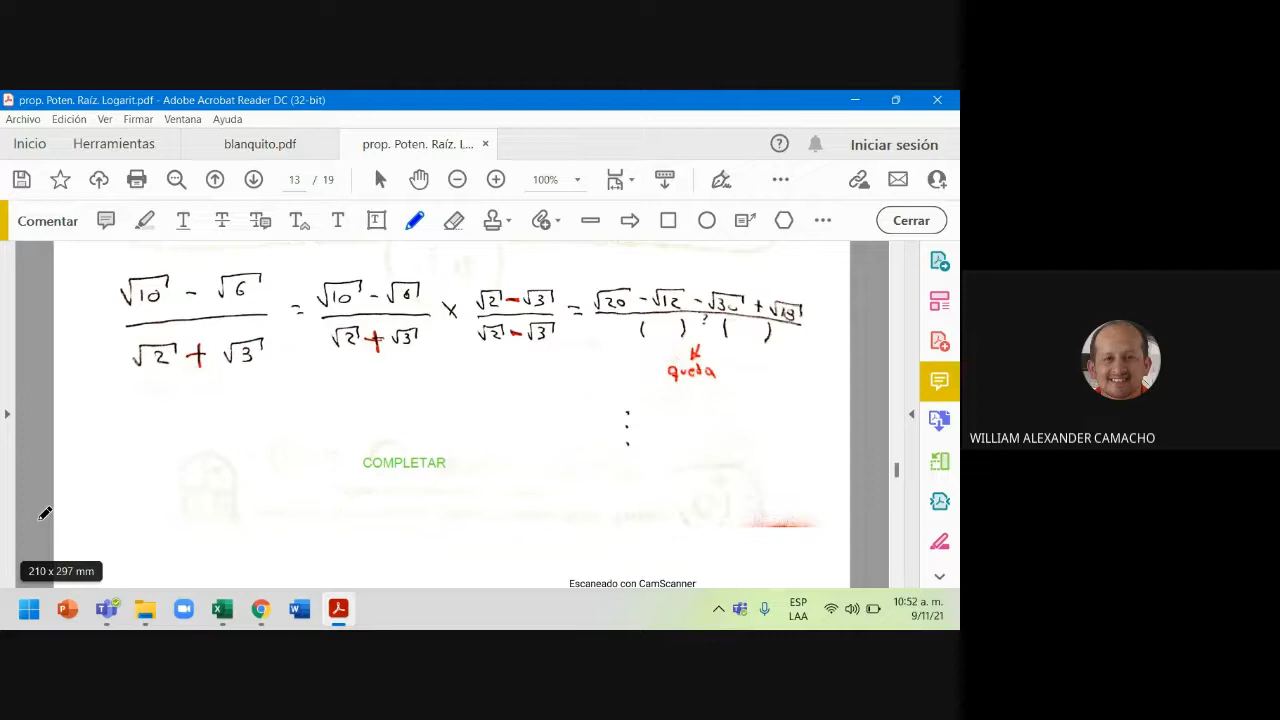 prop. Poten. Raíz. Logarit.pdf - Adobe Acrobat Reader DC (32-bit)
Archivo Edición Ver Firmar Ventana Ayuda
Inicio Herramientas blanquito.pdf prop. Poten. Raíz. L... × Iniciar sesión
13 / 19 100%
Comentar Cerrar
√10 - √6 / √2 + √3 = √10 - √6 / √2 + √3 × √2 - √3 / √2 - √3 = √20 - √12 - √30 + √18 / ( ) ? ( )
queda
⋮
COMPLETAR
Escaneado con CamScanner
210 x 297 mm
WILLIAM ALEXANDER CAMACHO
ESP
LAA
10:52 a. m.
9/11/21